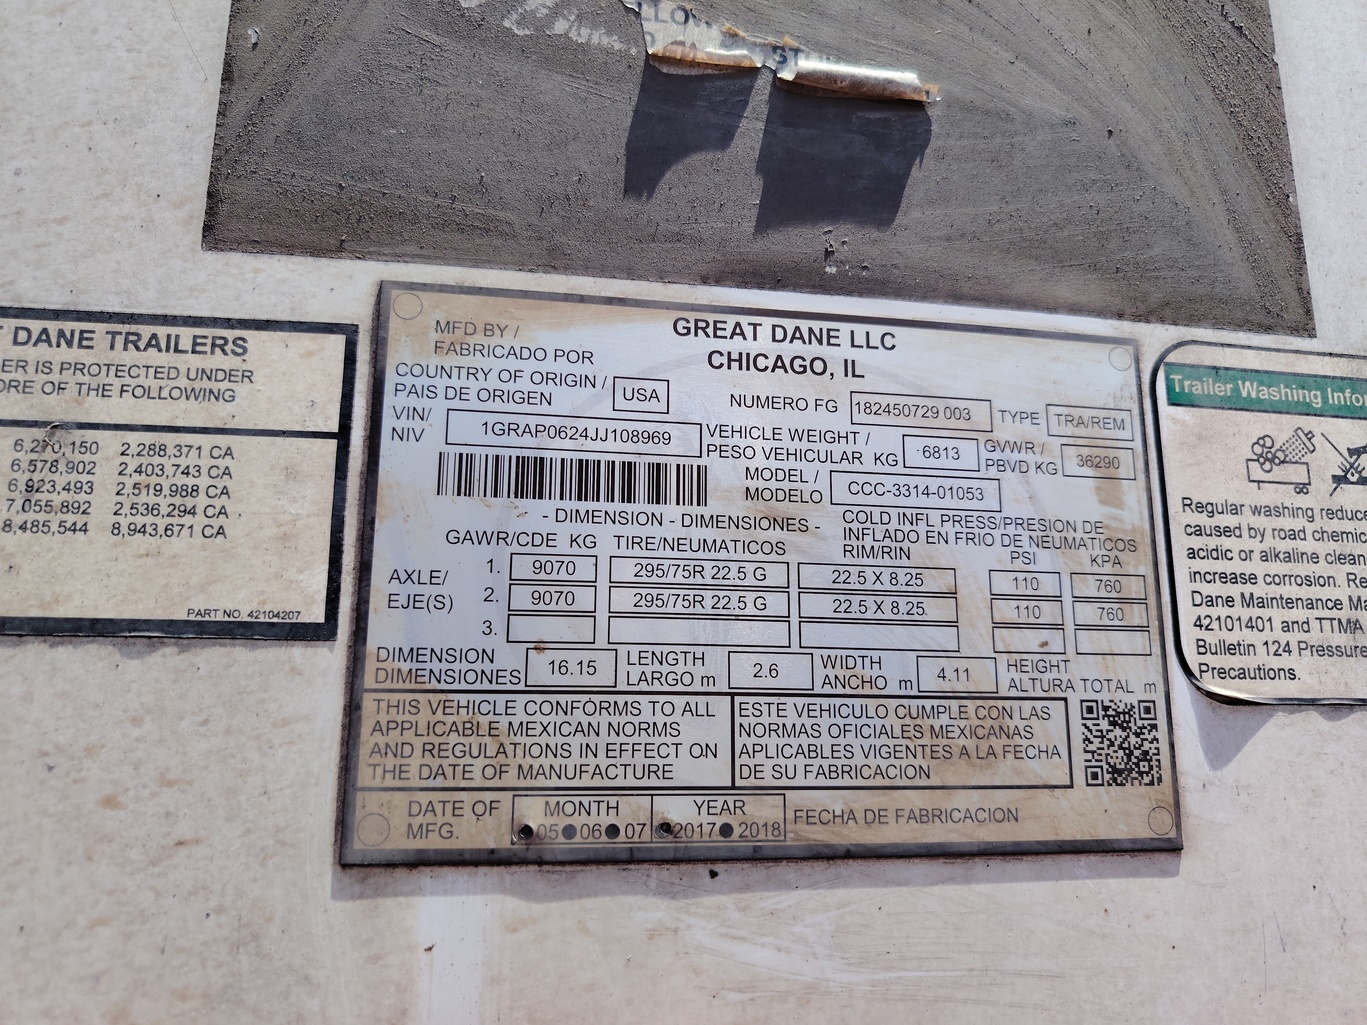 LLO
ST
T DANE TRAILERS
ER IS PROTECTED UNDER
ORE OF THE FOLLOWING
6,270,150 2,288,371 CA
6,578,902 2,403,743 CA
6,923,493 2,519,988 CA
7,055,892 2,536,294 CA
8,485,544 8,943,671 CA
PART NO. 42104207
MFD BY /
FABRICADO POR
GREAT DANE LLC
CHICAGO, IL
COUNTRY OF ORIGIN /
PAIS DE ORIGEN
USA
NUMERO FG 182450729 003 TYPE TRA/REM
VIN/
NIV
1GRAP0624JJ108969
VEHICLE WEIGHT /
PESO VEHICULAR KG 6813
GVWR /
PBVD KG 36290
MODEL /
MODELO
CCC-3314-01053
- DIMENSION - DIMENSIONES -
COLD INFL PRESS/PRESION DE
INFLADO EN FRIO DE NEUMATICOS
GAWR/CDE KG TIRE/NEUMATICOS RIM/RIN PSI KPA
AXLE/
EJE(S)
1. 9070 295/75R 22.5 G 22.5 X 8.25 110 760
2. 9070 295/75R 22.5 G 22.5 X 8.25 110 760
3.
DIMENSION
DIMENSIONES
16.15
LENGTH
LARGO m
2.6
WIDTH
ANCHO m
4.11
HEIGHT
ALTURA TOTAL m
THIS VEHICLE CONFORMS TO ALL
APPLICABLE MEXICAN NORMS
AND REGULATIONS IN EFFECT ON
THE DATE OF MANUFACTURE
ESTE VEHICULO CUMPLE CON LAS
NORMAS OFICIALES MEXICANAS
APLICABLES VIGENTES A LA FECHA
DE SU FABRICACION
DATE OF
MFG.
MONTH YEAR
05 06 07 2017 2018
FECHA DE FABRICACION
Trailer Washing Infor
Regular washing reduce
caused by road chemic
acidic or alkaline clean
increase corrosion. Re
Dane Maintenance Ma
42101401 and TTMA
Bulletin 124 Pressure
Precautions.